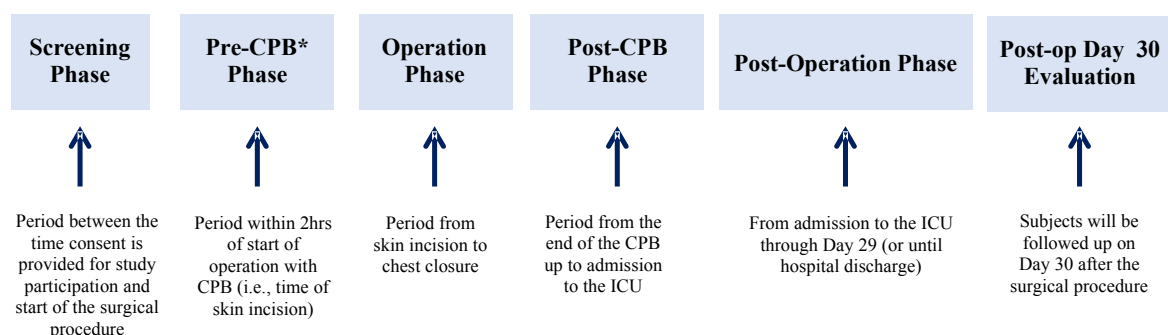 Screening
Phase
Pre-CPB*
Phase
Operation
Phase
Post-CPB
Phase
Post-Operation Phase
Post-op Day 30
Evaluation
Period between the
time consent is
provided for study
participation and
start of the surgical
procedure
Period within 2hrs
of start of
operation with
CPB (i.e., time of
skin incision)
Period from
skin incision to
chest closure
Period from the
end of the CPB
up to admission
to the ICU
From admission to the ICU
through Day 29 (or until
hospital discharge)
Subjects will be
followed up on
Day 30 after the
surgical procedure